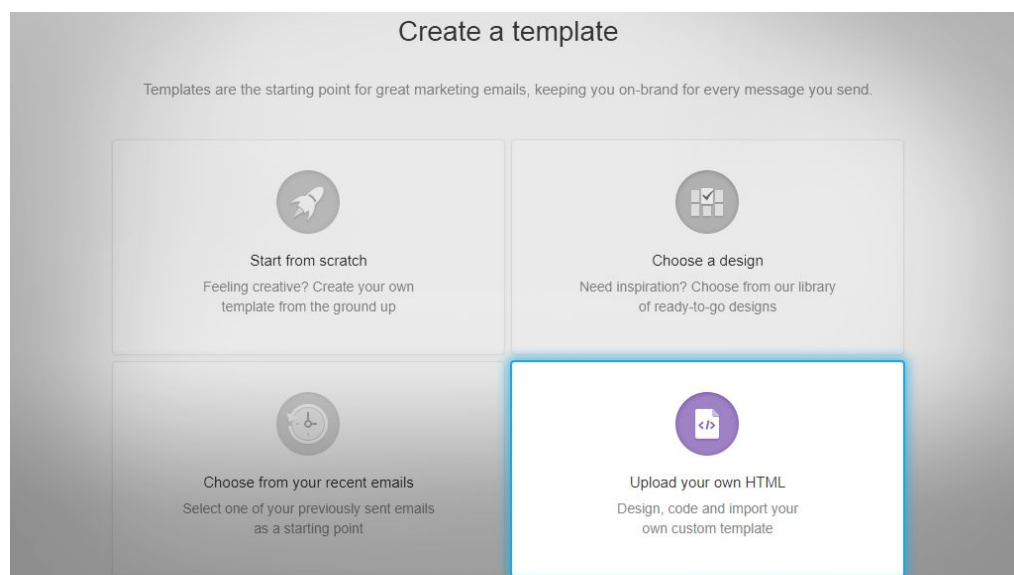 Create a template
Templates are the starting point for great marketing emails, keeping you on-brand for every message you send.
Start from scratch
Feeling creative? Create your own
template from the ground up
Choose a design
Need inspiration? Choose from our library
of ready-to-go designs
Choose from your recent emails
Select one of your previously sent emails
as a starting point
</>
Upload your own HTML
Design, code and import your
own custom template